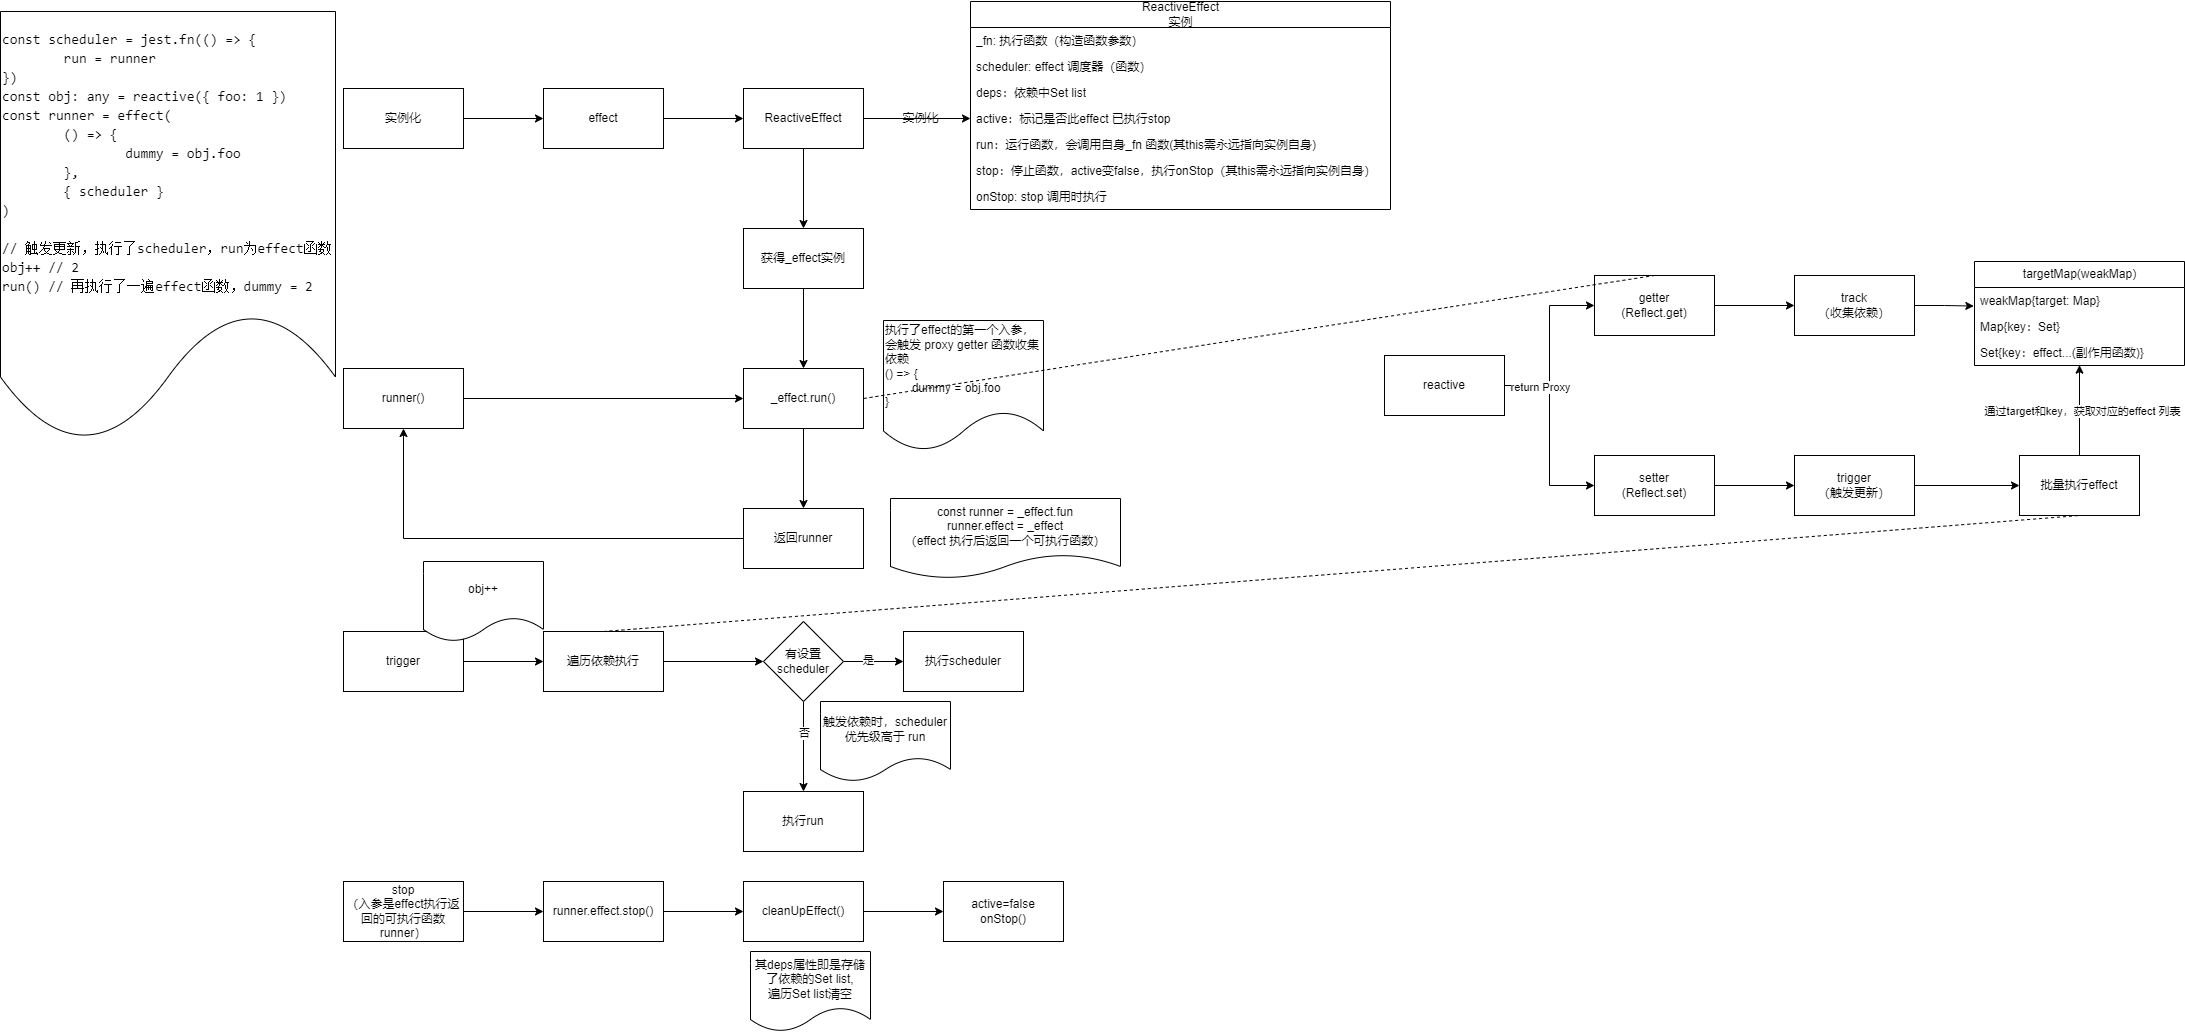 const scheduler = jest.fn(() => {
run = runner
})
const obj: any = reactive({ foo: 1 })
const runner = effect(
() => {
dummy = obj.foo
},
{ scheduler }
)
// 触发更新，执行了scheduler，run为effect函数
obj++ // 2
run() // 再执行了一遍effect函数，dummy = 2
实例化
effect
ReactiveEffect
实例化
ReactiveEffect
实例
_fn: 执行函数（构造函数参数）
scheduler: effect 调度器（函数）
deps：依赖中Set list
active：标记是否此effect 已执行stop
run：运行函数，会调用自身_fn 函数(其this需永远指向实例自身)
stop：停止函数，active变false，执行onStop（其this需永远指向实例自身）
onStop: stop 调用时执行
获得_effect实例
runner()
_effect.run()
执行了effect的第一个入参，
会触发 proxy getter 函数收集
依赖
() => {
dummy = obj.foo
}
返回runner
const runner = _effect.fun
runner.effect = _effect
（effect 执行后返回一个可执行函数）
reactive
return Proxy
getter
(Reflect.get)
track
（收集依赖）
targetMap(weakMap)
weakMap{target: Map}
Map{key：Set}
Set{key：effect...(副作用函数)}
通过target和key，获取对应的effect 列表
setter
(Reflect.set)
trigger
（触发更新）
批量执行effect
obj++
trigger
遍历依赖执行
有设置
scheduler
是
执行scheduler
否
触发依赖时，scheduler
优先级高于 run
执行run
stop
（入参是effect执行返
回的可执行函数
runner）
runner.effect.stop()
cleanUpEffect()
active=false
onStop()
其deps属性即是存储
了依赖的Set list,
遍历Set list清空